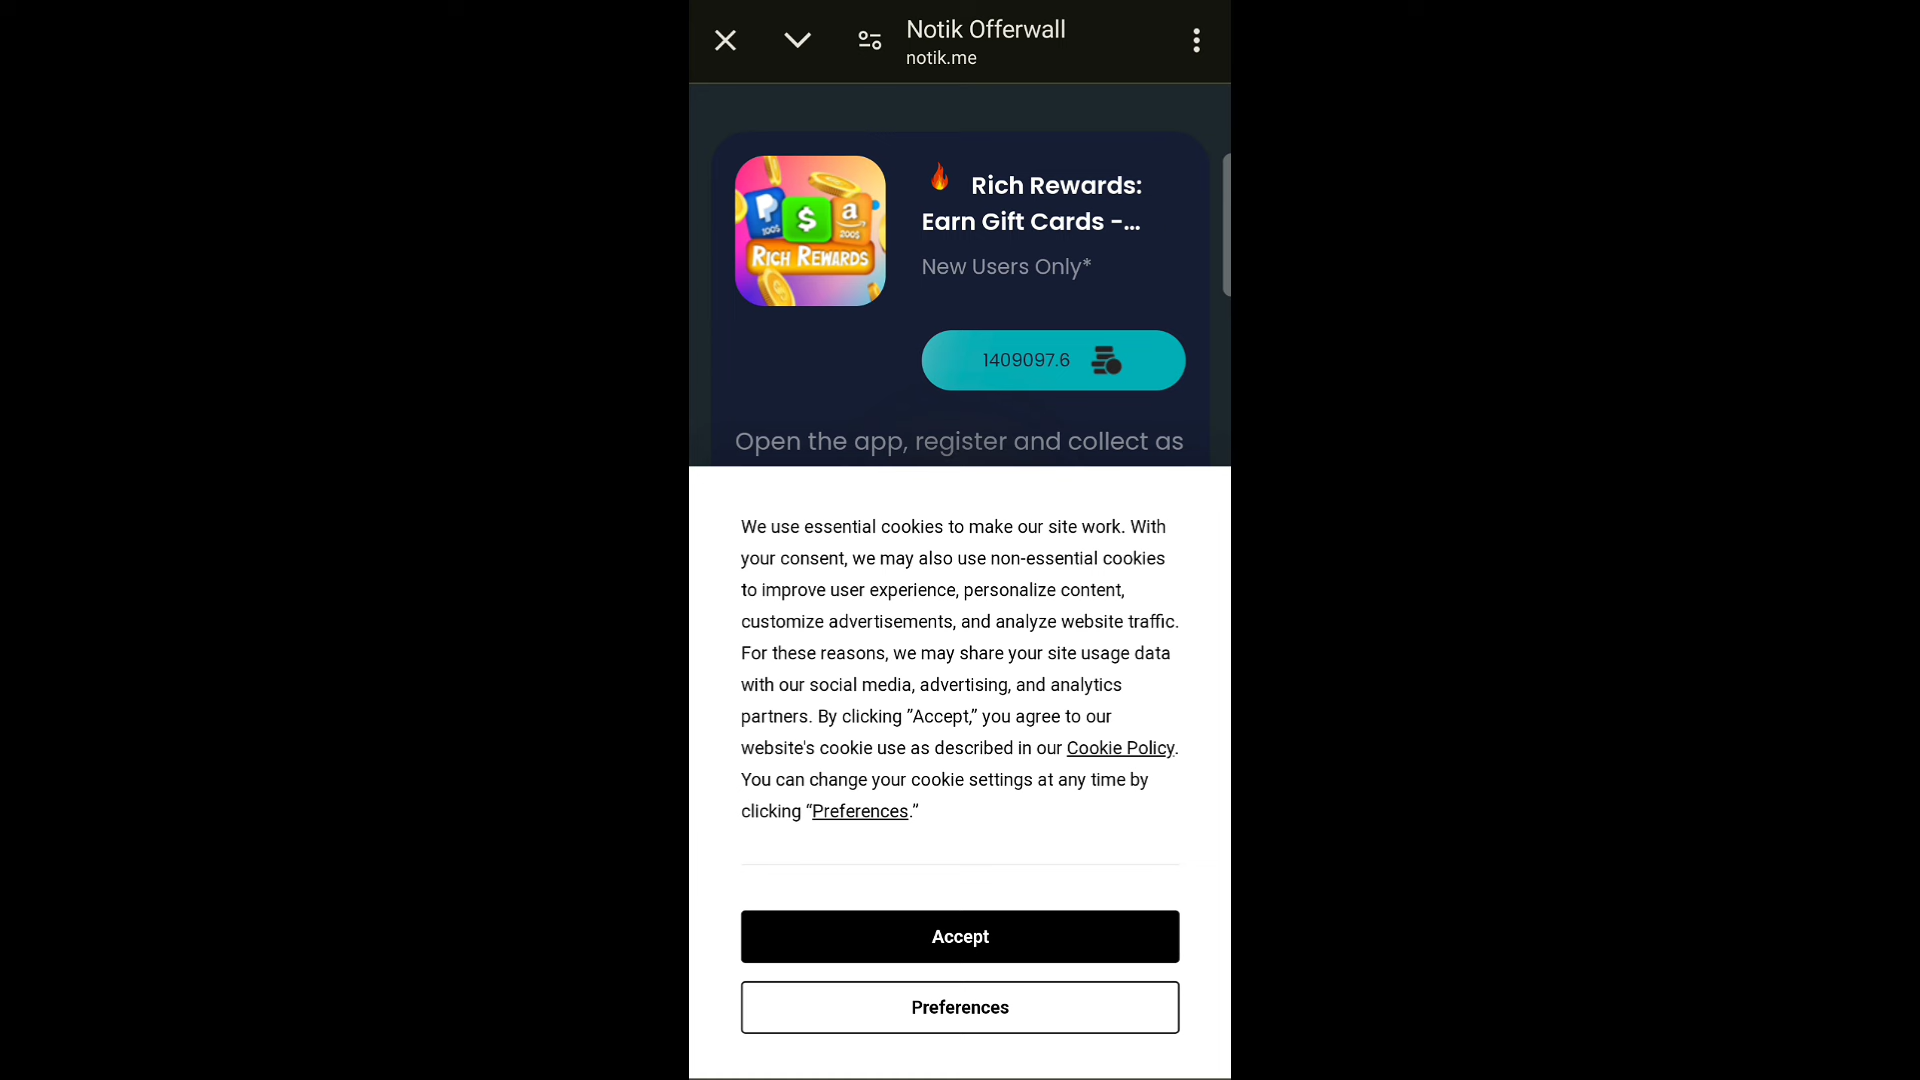 Notik Offerwall
notik.me
🔥 Rich Rewards:
Earn Gift Cards -...
New Users Only*
100$
$
a
200$
RICH REWARDS
1409097.6
Open the app, register and collect as
We use essential cookies to make our site work. With
your consent, we may also use non-essential cookies
to improve user experience, personalize content,
customize advertisements, and analyze website traffic.
For these reasons, we may share your site usage data
with our social media, advertising, and analytics
partners. By clicking ”Accept,” you agree to our
website's cookie use as described in our Cookie Policy.
You can change your cookie settings at any time by
clicking “Preferences.”
Accept
Preferences